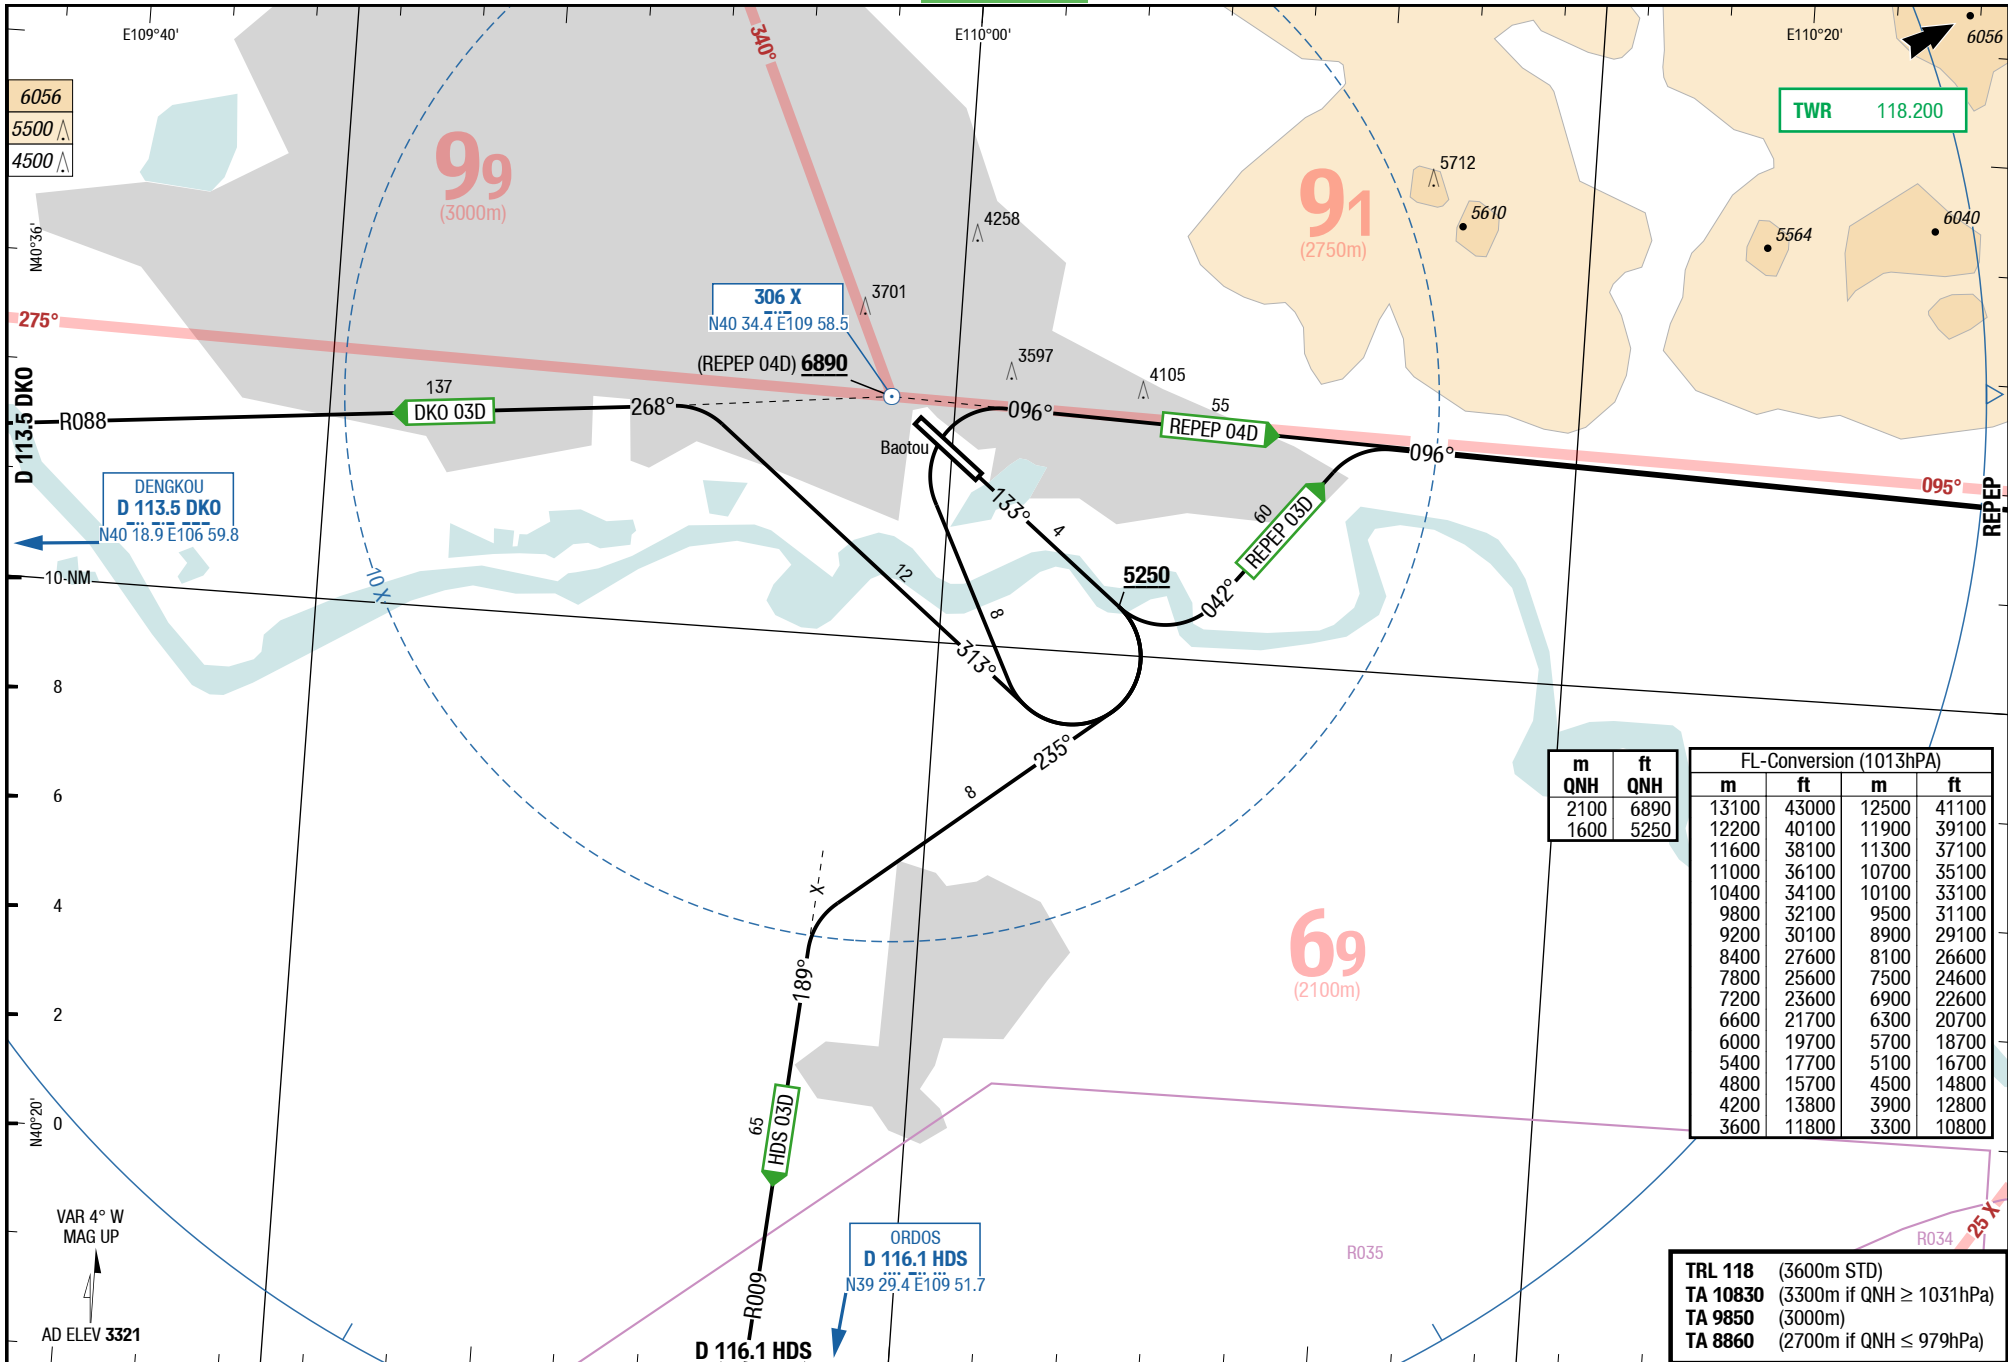 E109°40'
E110°00'
E110°20'
340°
6056
6056
5500
4500
TWR 118.200
99
(3000m)
91
(2750m)
5712
5610
5564
6040
4258
N40°36'
306 X
N40 34.4 E109 58.5
3701
275°
(REPEP 04D) 6890
3597
4105
D 113.5 DKO
R088
137
DKO 03D
268°
096°
55
REPEP 04D
096°
095°
REPEP
Baotou
DENGKOU
D 113.5 DKO
N40 18.9 E106 59.8
133°
4
60
REPEP 03D
10 NM
10 X
12
8
5250
042°
313°
8
235°
8
6
4
2
0
N40°20'
X
189°
69
(2100m)
m ft
QNH QNH
2100 6890
1600 5250
FL-Conversion (1013hPA)
m ft m ft
13100 43000 12500 41100
12200 40100 11900 39100
11600 38100 11300 37100
11000 36100 10700 35100
10400 34100 10100 33100
9800 32100 9500 31100
9200 30100 8900 29100
8400 27600 8100 26600
7800 25600 7500 24600
7200 23600 6900 22600
6600 21700 6300 20700
6000 19700 5700 18700
5400 17700 5100 16700
4800 15700 4500 14800
4200 13800 3900 12800
3600 11800 3300 10800
65
HDS 03D
VAR 4° W
MAG UP
AD ELEV 3321
ORDOS
D 116.1 HDS
N39 29.4 E109 51.7
R009
D 116.1 HDS
R035
R034
25 X
TRL 118 (3600m STD)
TA 10830 (3300m if QNH ≥ 1031hPa)
TA 9850 (3000m)
TA 8860 (2700m if QNH ≤ 979hPa)